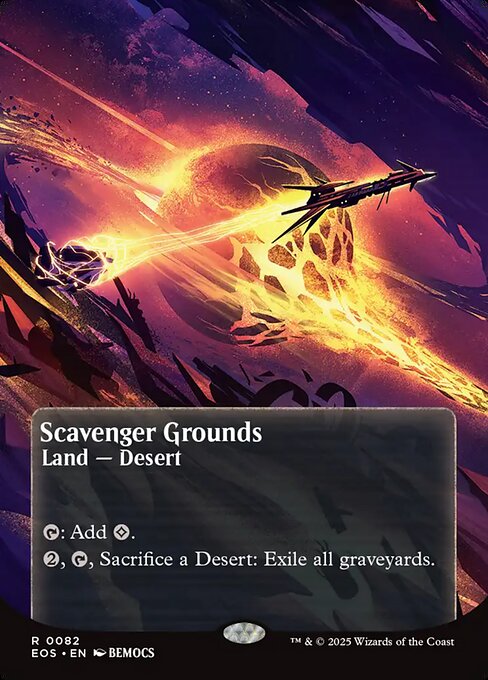 Scavenger Grounds
Land — Desert
: Add .
2, , Sacrifice a Desert: Exile all graveyards.
R 0082
™ & © 2025 Wizards of the Coast
EOS • EN BEMOCS